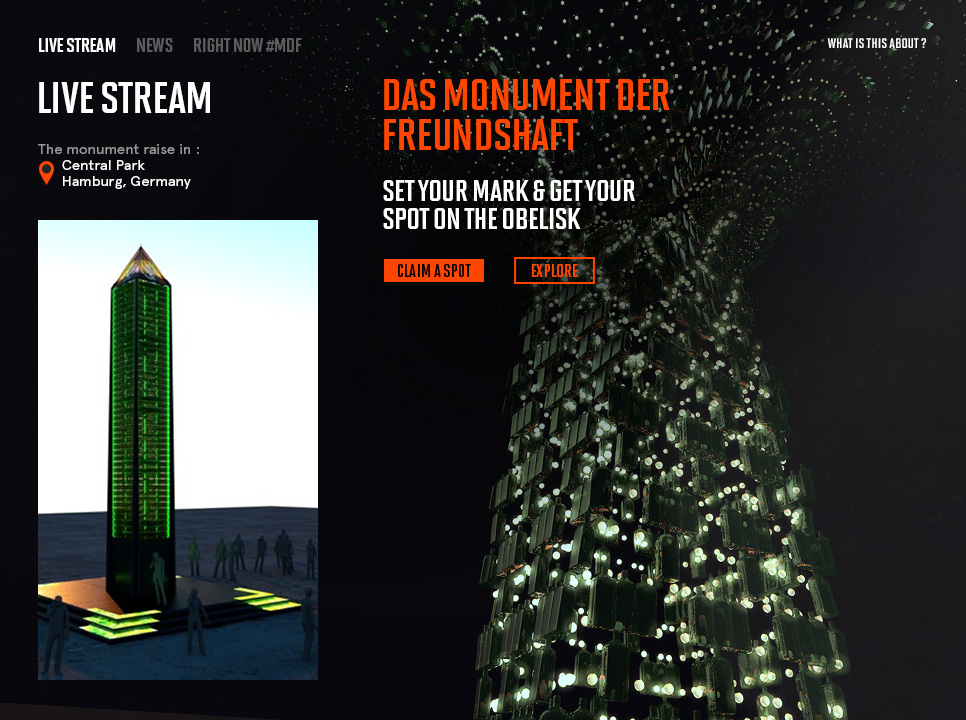 LIVE STREAM NEWS RIGHT NOW #MDF
WHAT IS THIS ABOUT ?
LIVE STREAM
The monument raise in :
Central Park
Hamburg, Germany
DAS MONUMENT DER
FREUNDSHAFT
SET YOUR MARK & GET YOUR
SPOT ON THE OBELISK
CLAIM A SPOT
EXPLORE